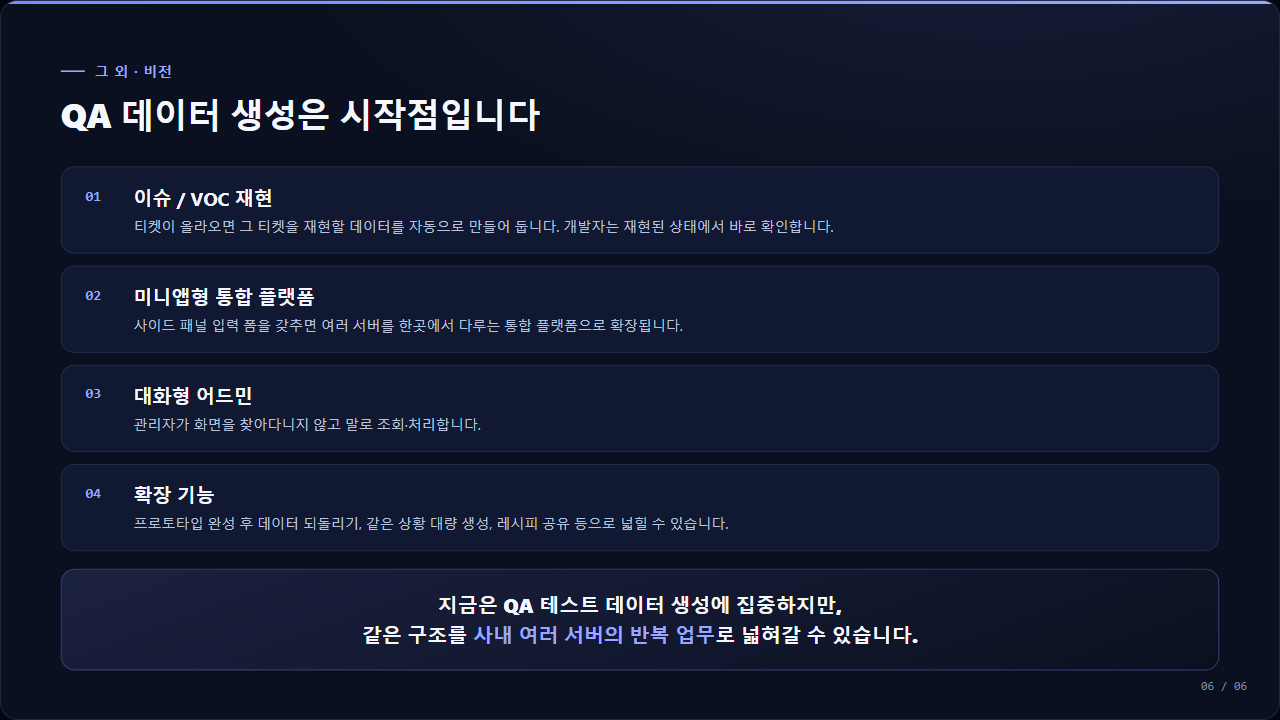 그 외 · 비전
QA 데이터 생성은 시작점입니다
01
이슈 / VOC 재현
티켓이 올라오면 그 티켓을 재현할 데이터를 자동으로 만들어 둡니다. 개발자는 재현된 상태에서 바로 확인합니다.
02
미니앱형 통합 플랫폼
사이드 패널 입력 폼을 갖추면 여러 서버를 한곳에서 다루는 통합 플랫폼으로 확장됩니다.
03
대화형 어드민
관리자가 화면을 찾아다니지 않고 말로 조회·처리합니다.
04
확장 기능
프로토타입 완성 후 데이터 되돌리기, 같은 상황 대량 생성, 레시피 공유 등으로 넓힐 수 있습니다.
지금은 QA 테스트 데이터 생성에 집중하지만,
같은 구조를 사내 여러 서버의 반복 업무로 넓혀갈 수 있습니다.
06 / 06